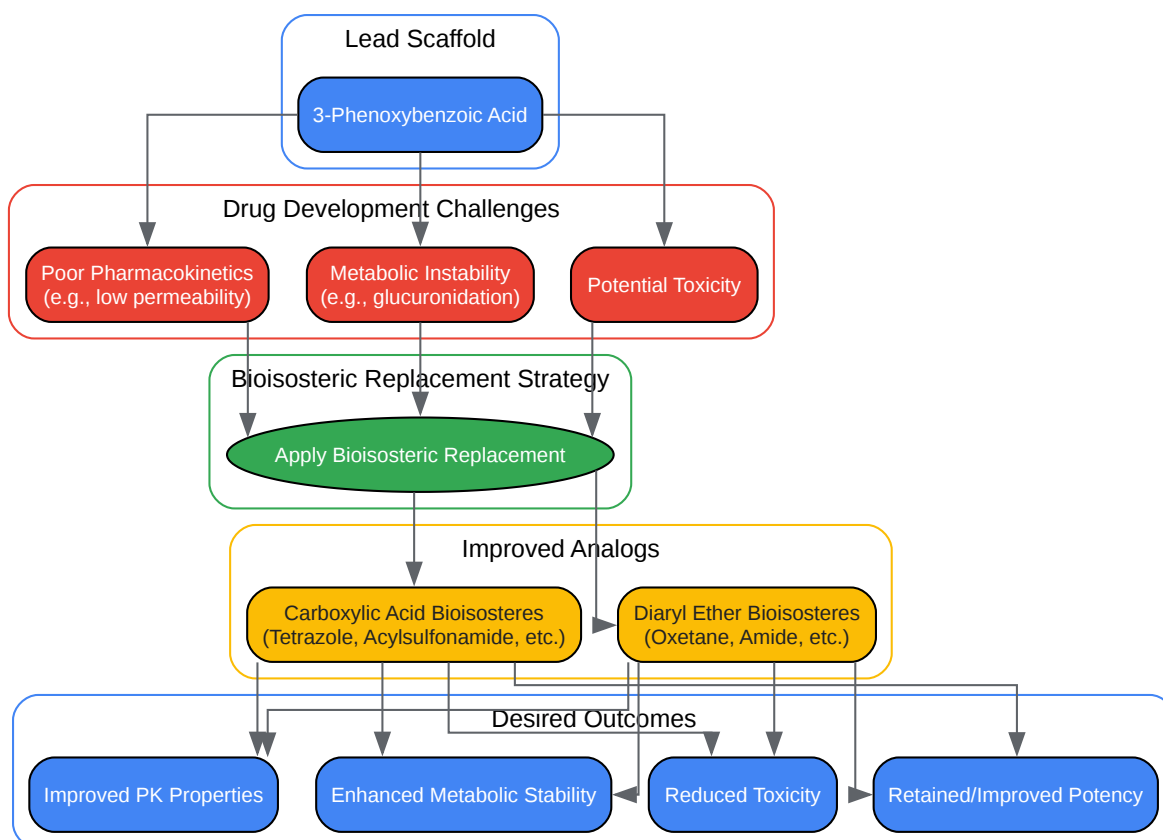 Lead Scaffold
3-Phenoxybenzoic Acid
Drug Development Challenges
Poor Pharmacokinetics
(e.g., low permeability)
Metabolic Instability
(e.g., glucuronidation)
Potential Toxicity
Bioisosteric Replacement Strategy
Apply Bioisosteric Replacement
Improved Analogs
Carboxylic Acid Bioisosteres
(Tetrazole, Acylsulfonamide, etc.)
Diaryl Ether Bioisosteres
(Oxetane, Amide, etc.)
Desired Outcomes
Improved PK Properties
Enhanced Metabolic Stability
Reduced Toxicity
Retained/Improved Potency